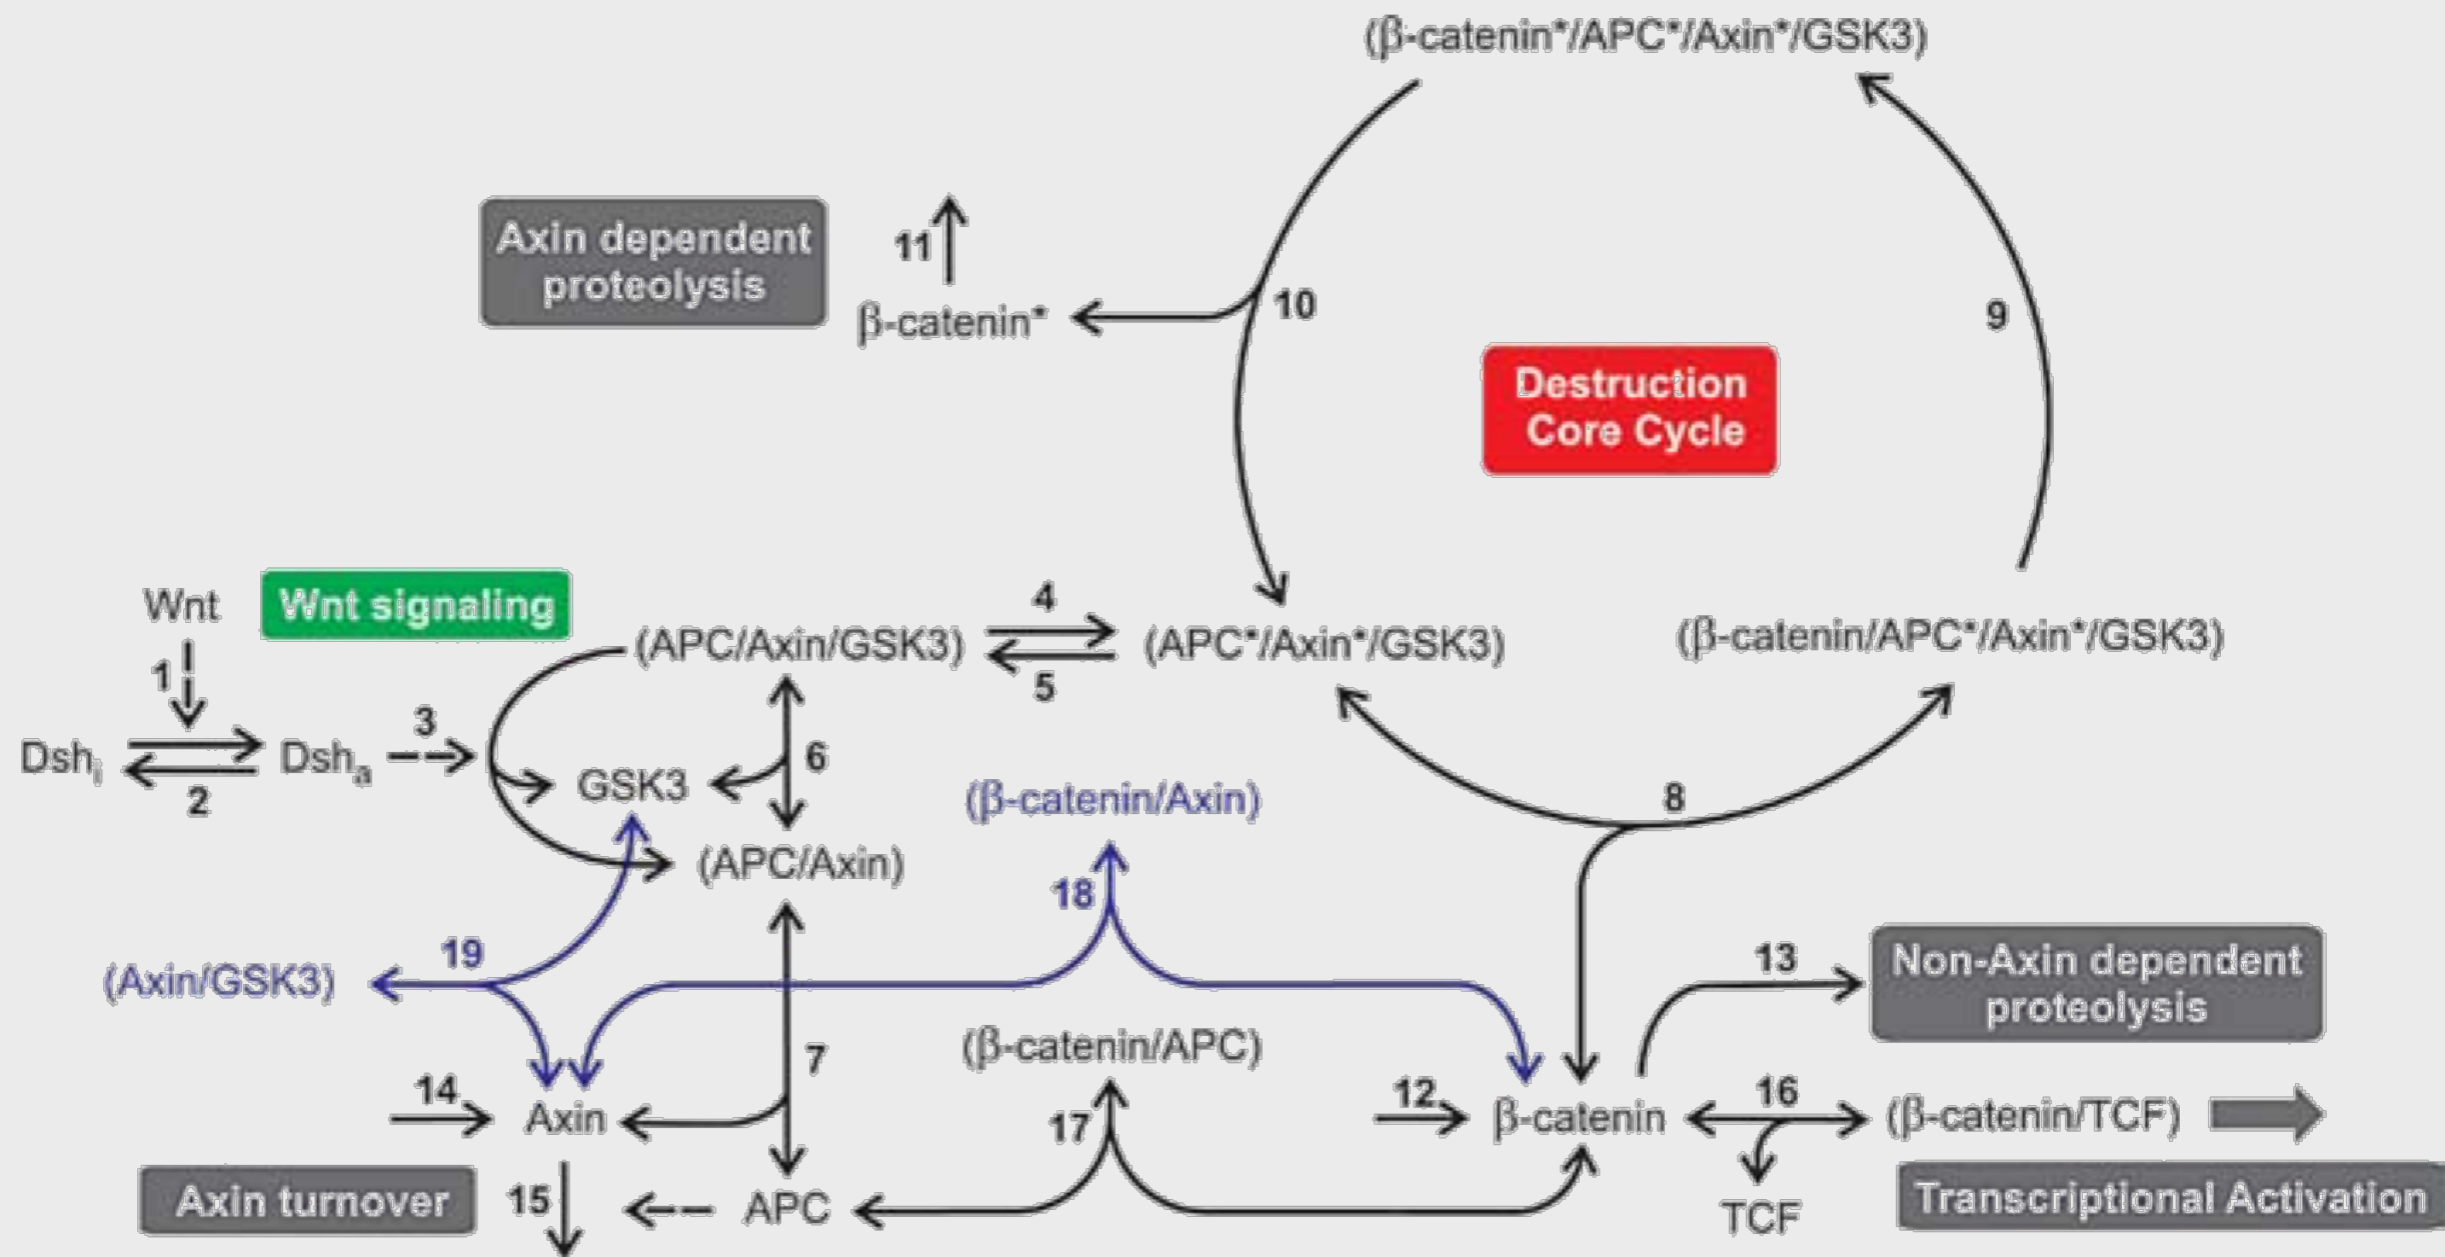 (β-catenin*/APC*/Axin*/GSK3)
Axin dependent
proteolysis
11
β-catenin*
10
9
Destruction
Core Cycle
Wnt
Wnt signaling
1
4
(APC/Axin/GSK3)
(APC*/Axin*/GSK3)
(β-catenin/APC*/Axin*/GSK3)
5
3
Dshi
Dsha
2
6
GSK3
(β-catenin/Axin)
8
(APC/Axin)
18
19
(Axin/GSK3)
13
Non-Axin dependent
proteolysis
7
(β-catenin/APC)
14
Axin
17
12
β-catenin
16
(β-catenin/TCF)
Axin turnover
15
APC
TCF
Transcriptional Activation